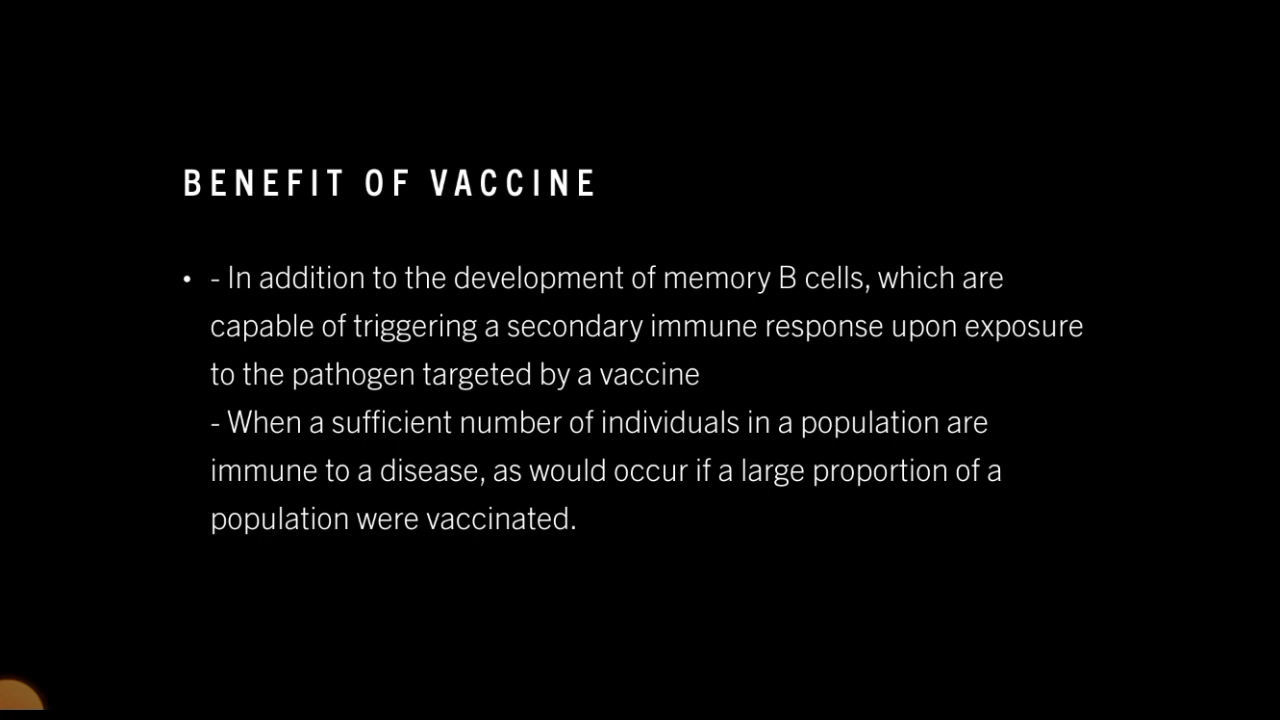 BENEFIT OF VACCINE
• - In addition to the development of memory B cells, which are
capable of triggering a secondary immune response upon exposure
to the pathogen targeted by a vaccine
- When a sufficient number of individuals in a population are
immune to a disease, as would occur if a large proportion of a
population were vaccinated.